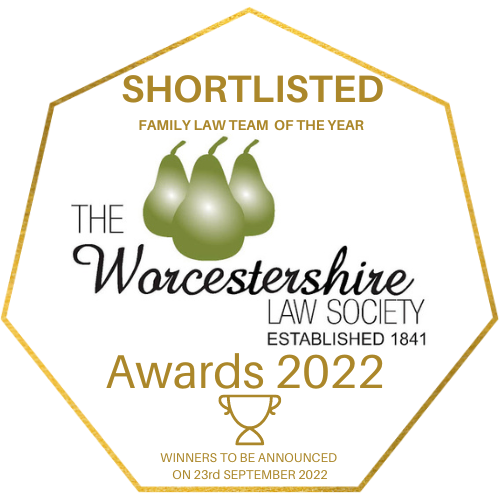 SHORTLISTED
FAMILY LAW TEAM OF THE YEAR
THE
Worcestershire
LAW SOCIETY
ESTABLISHED 1841
Awards 2022
WINNERS TO BE ANNOUNCED
ON 23rd SEPTEMBER 2022